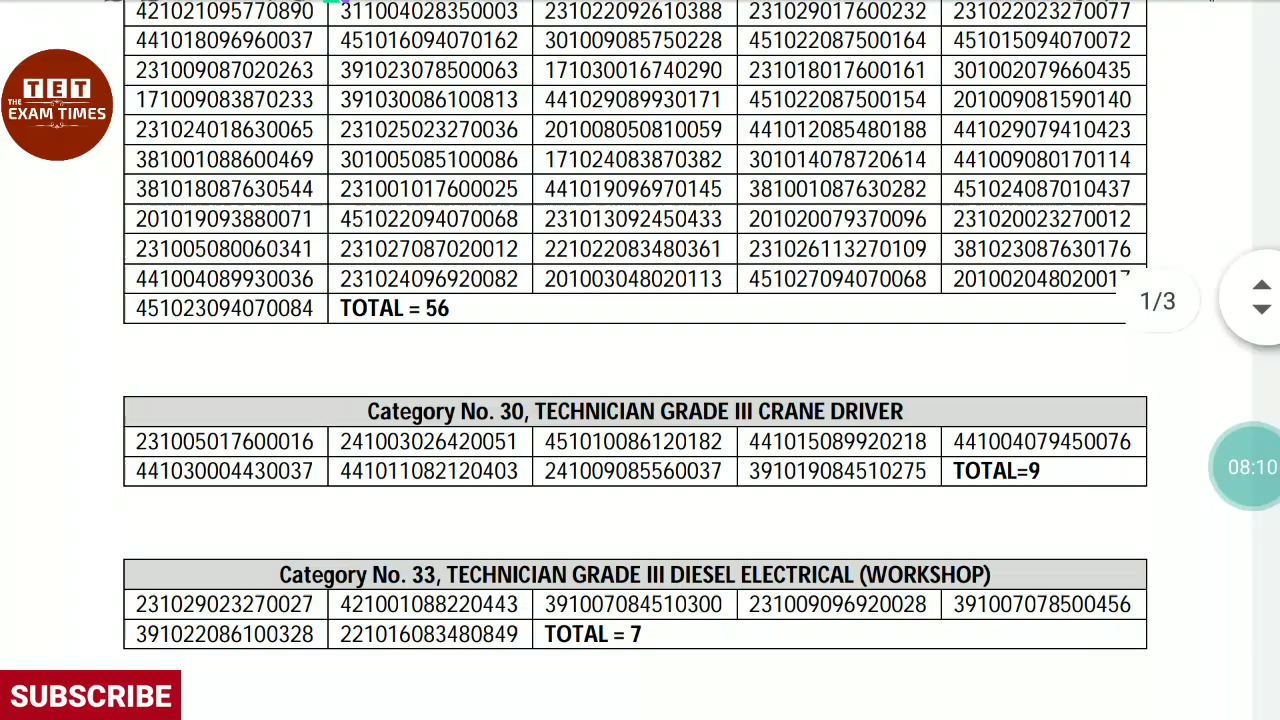 421021095770890 311004028350003 231022092610388 231029017600232 231022023270077
441018096960037 451016094070162 301009085750228 451022087500164 451015094070072
231009087020263 391023078500063 171030016740290 231018017600161 301002079660435
171009083870233 391030086100813 441029089930171 451022087500154 201009081590140
TET
THE
EXAM TIMES
231024018630065 231025023270036 201008050810059 441012085480188 441029079410423
381001088600469 301005085100086 171024083870382 301014078720614 441009080170114
381018087630544 231001017600025 441019096970145 381001087630282 451024087010437
201019093880071 451022094070068 231013092450433 201020079370096 231020023270012
231005080060341 231027087020012 221022083480361 231026113270109 381023087630176
441004089930036 231024096920082 201003048020113 451027094070068 201002048020017
451023094070084 TOTAL = 56
1/3
Category No. 30, TECHNICIAN GRADE III CRANE DRIVER
231005017600016 241003026420051 451010086120182 441015089920218 441004079450076
441030004430037 441011082120403 241009085560037 391019084510275 TOTAL=9
08:10
Category No. 33, TECHNICIAN GRADE III DIESEL ELECTRICAL (WORKSHOP)
231029023270027 421001088220443 391007084510300 231009096920028 391007078500456
391022086100328 221016083480849 TOTAL = 7
SUBSCRIBE